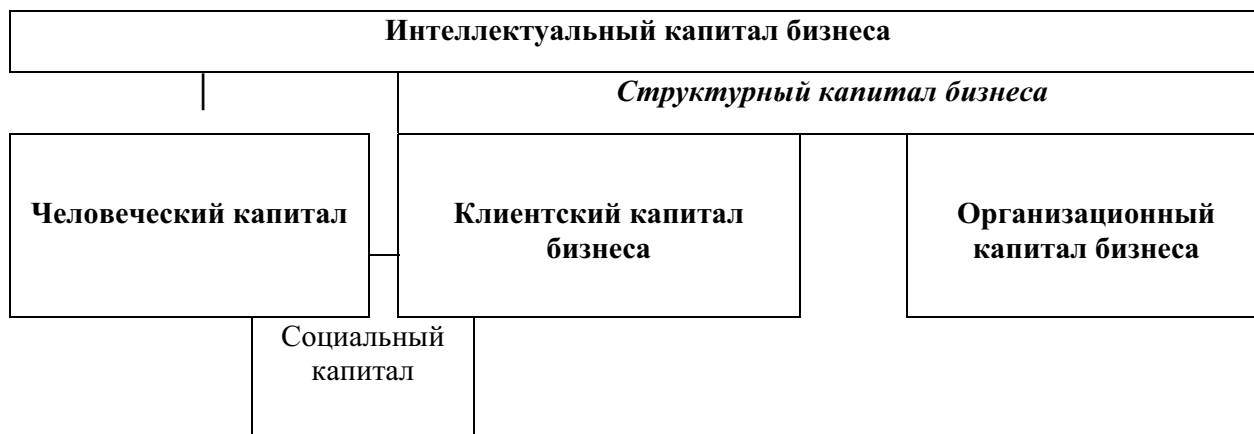 Интеллектуальный капитал бизнеса
Структурный капитал бизнеса
Человеческий капитал
Клиентский капитал
бизнеса
Организационный
капитал бизнеса
Социальный
капитал